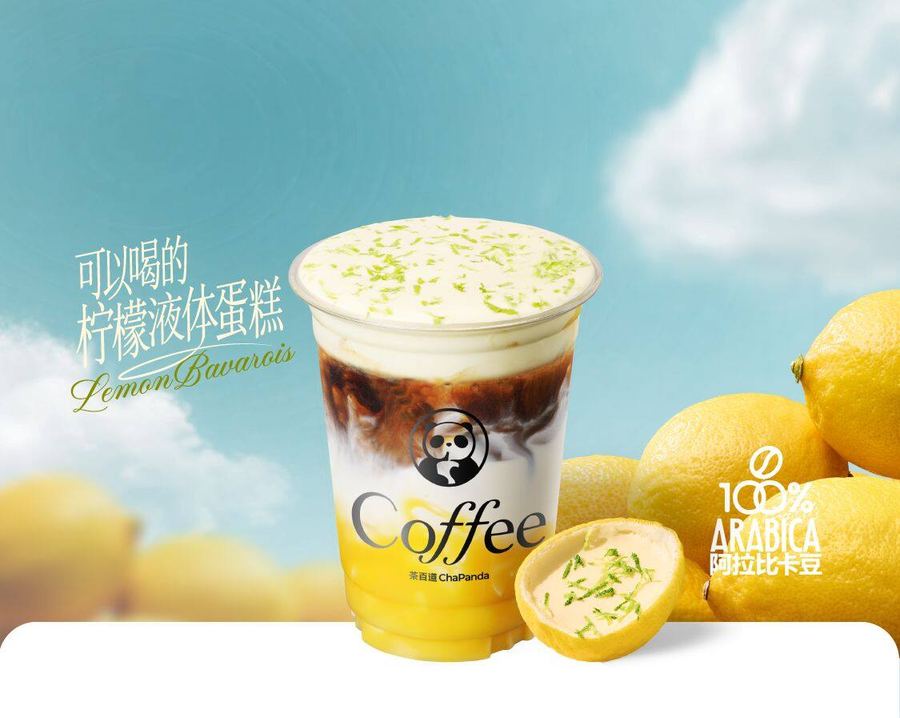 可以喝的
柠檬液体蛋糕
Lemon Bavarois
Coffee
茶百道 ChaPanda
100%
ARABICA
阿拉比卡豆